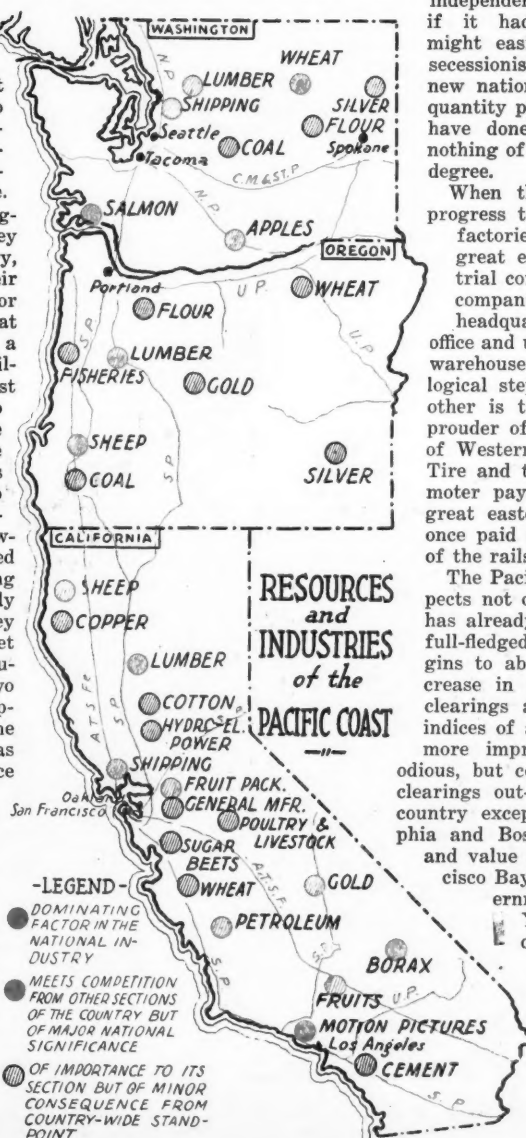 WASHINGTON
N.P.
WHEAT
LUMBER
SHIPPING
SILVER
FLOUR
Seattle
COAL
Spokane
Tacoma
C.M.&ST.P
SALMON
N.P.
APPLES
OREGON
Portland
U.P.
WHEAT
FLOUR
S.P.
U.P.
LUMBER
FISHERIES
GOLD
SHEEP
S.P.
COAL
SILVER
CALIFORNIA
SHEEP
COPPER
LUMBER
A.T.S.Fe
S.P.
COTTON
HYDRO-EL.
POWER
S.P.
SHIPPING
FRUIT PACK.
Oakland
San Francisco
GENERAL MFR.
POULTRY &
LIVESTOCK
SUGAR
BEETS
WHEAT
A.T.S.F.
GOLD
PETROLEUM
S.P.
S.P.
BORAX
FRUITS
U.P.
MOTION PICTURES
Los Angeles
CEMENT
S.P.
RESOURCES
and
INDUSTRIES
of the
PACIFIC COAST
-LEGEND-
DOMINATING
FACTOR IN THE
NATIONAL IN-
DUSTRY
MEETS COMPETITION
FROM OTHER SECTIONS
OF THE COUNTRY BUT
OF MAJOR NATIONAL
SIGNIFICANCE
OF IMPORTANCE TO ITS
SECTION BUT OF MINOR
CONSEQUENCE FROM
COUNTRY-WIDE STAND-
POINT
if it had
might eas
secessionis
new nation
quantity p
have done
nothing of
degree.
When th
progress t
factories
great e
trial co
compan
headqua
office and u
warehouse
logical ste
other is t
prouder of
of Western
Tire and t
moter pay
great easte
once paid
of the rails
The Paci
pects not o
has already
full-fledged
gins to ab
crease in
clearings a
indices of
more impr
odious, but c
clearings out-
country excep
phia and Bos
and value
cisco Bay